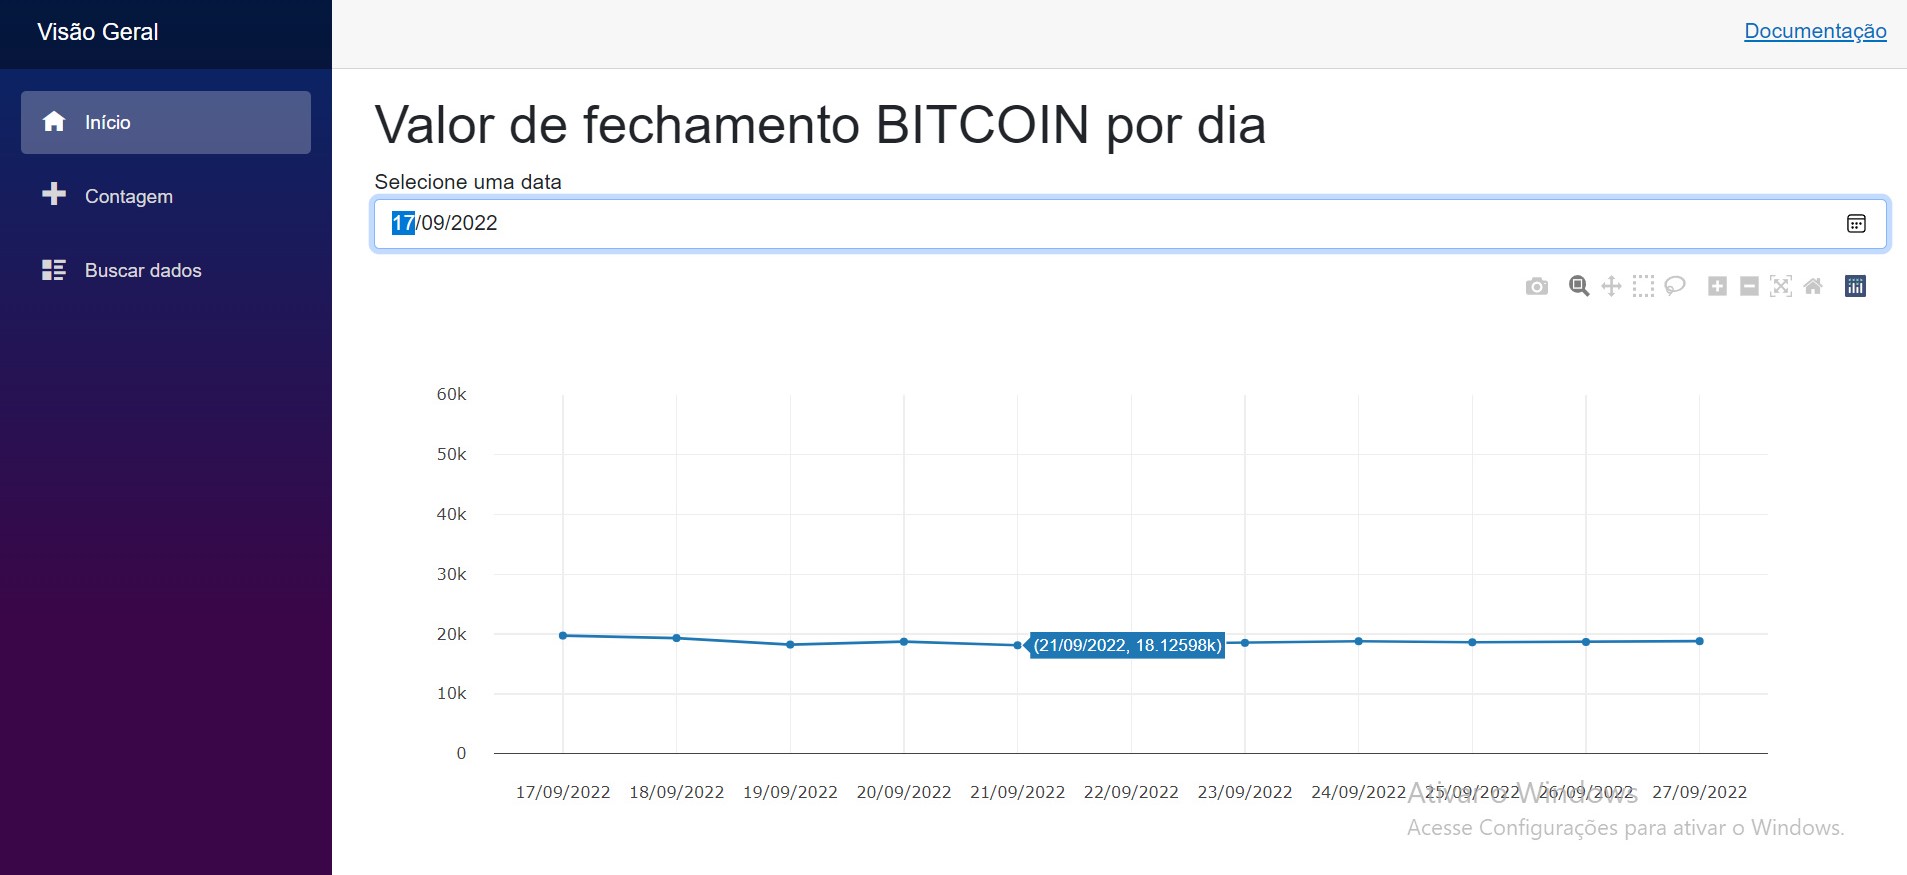 Visão Geral
Documentação
Início
Contagem
Buscar dados
Valor de fechamento BITCOIN por dia
Selecione uma data
17/09/2022
60k
50k
40k
30k
20k
10k
0
(21/09/2022, 18.12598k)
17/09/2022 18/09/2022 19/09/2022 20/09/2022 21/09/2022 22/09/2022 23/09/2022 24/09/2022 25/09/2022 26/09/2022 27/09/2022
Ativar o Windows
Acesse Configurações para ativar o Windows.